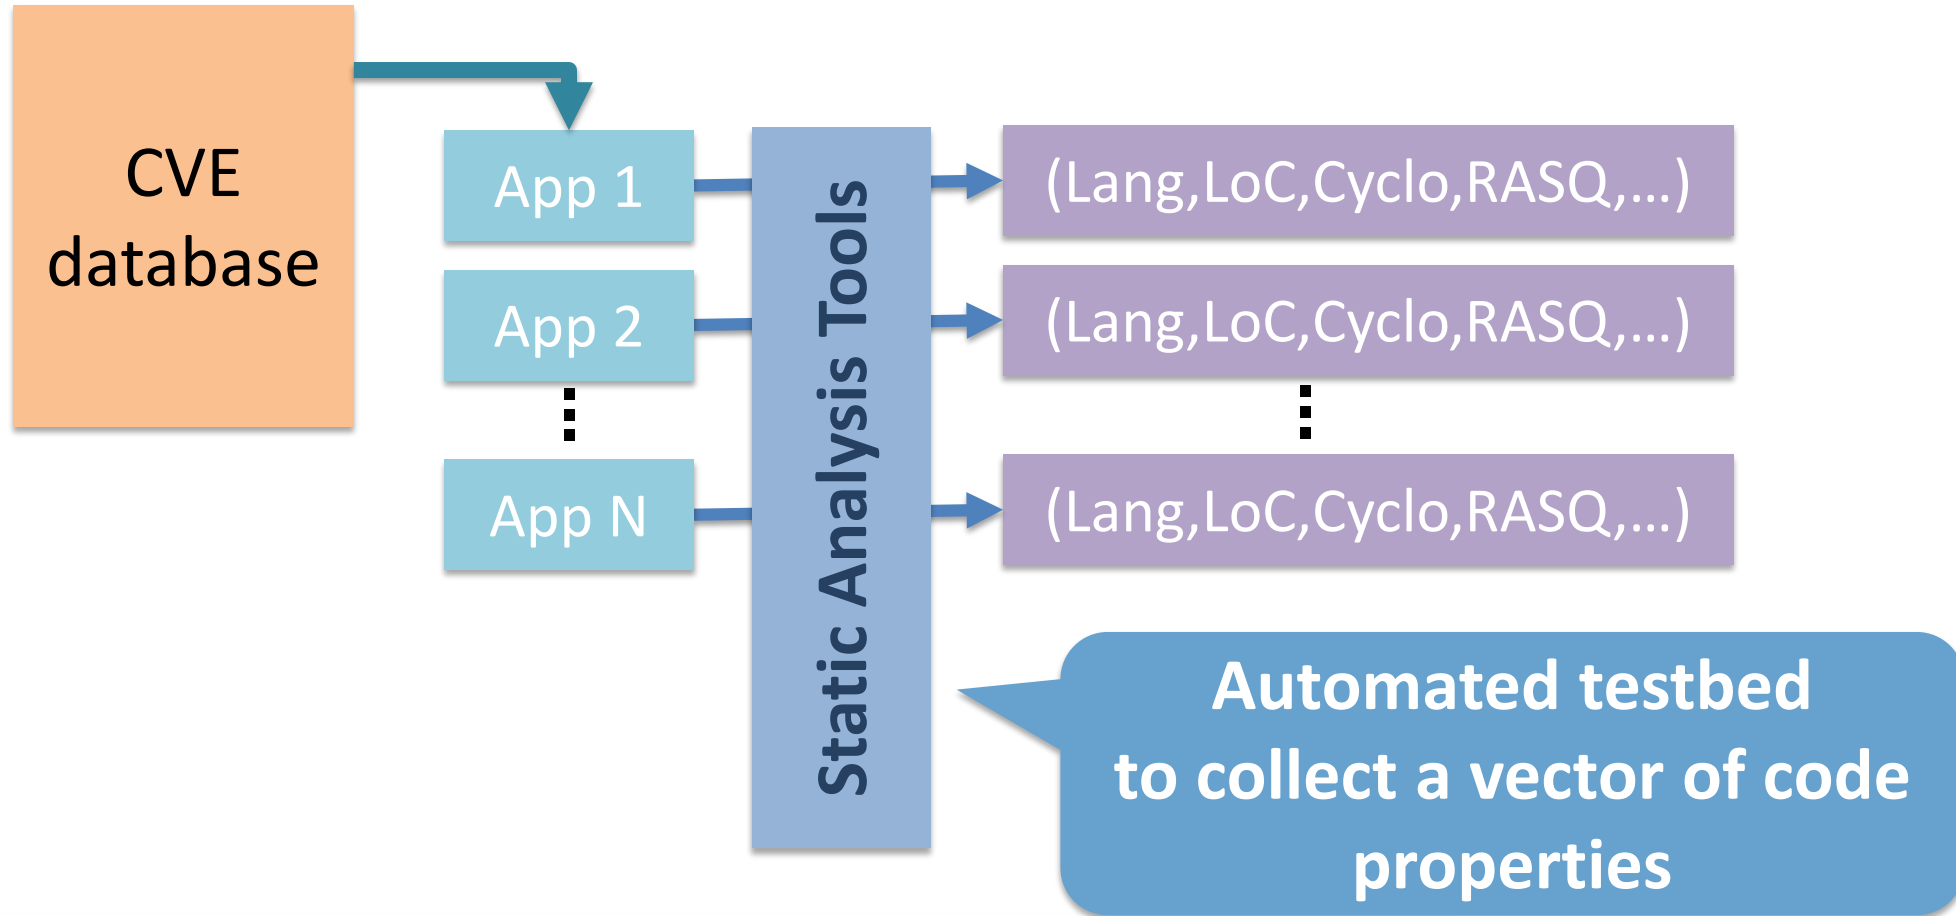 CVE
database
App 1
App 2
App N
Static Analysis Tools
(Lang,LoC,Cyclo,RASQ,...)
(Lang,LoC,Cyclo,RASQ,...)
(Lang,LoC,Cyclo,RASQ,...)
Automated testbed
to collect a vector of code
properties